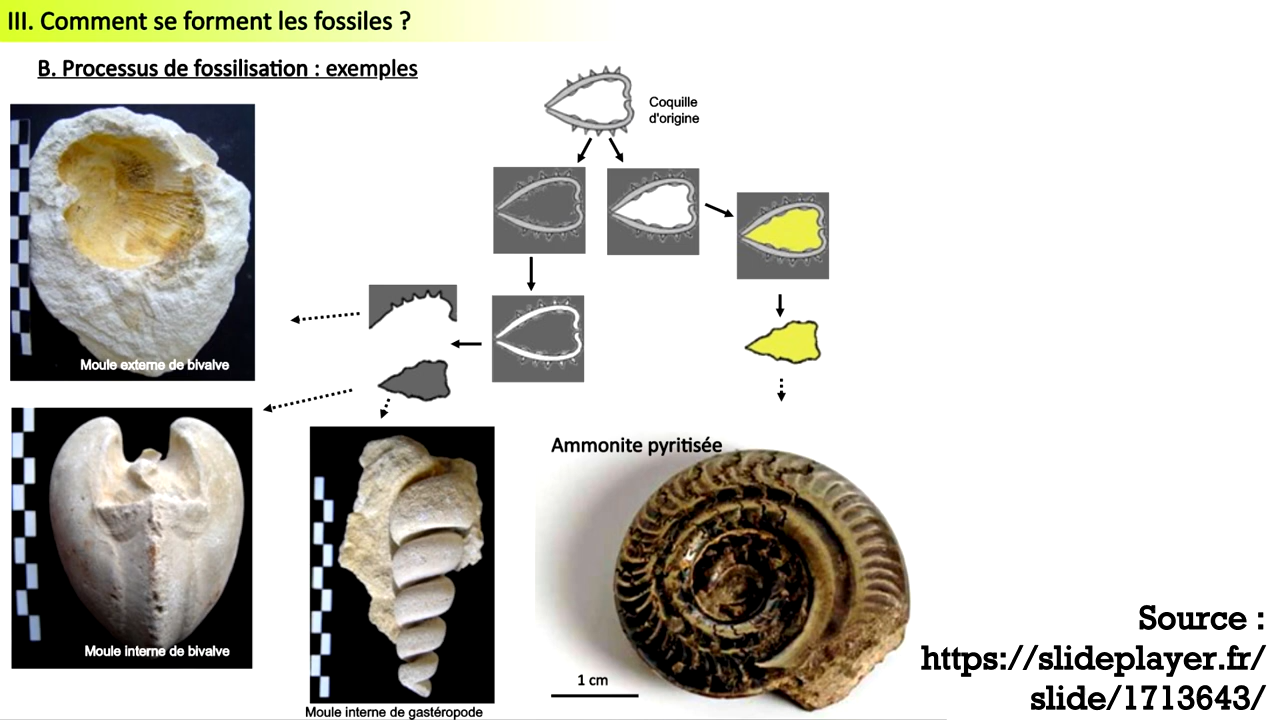 III. Comment se forment les fossiles ?
B. Processus de fossilisation : exemples
Coquille
d'origine
Moule externe de bivalve
Ammonite pyritisée
Moule interne de bivalve
1 cm
Moule interne de gastéropode
Source :
https://slideplayer.fr/
slide/1713643/